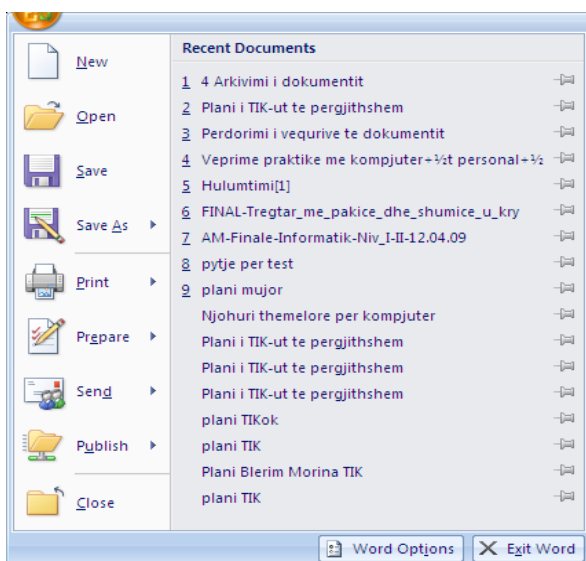 New
Open
Save
Save As
Print
Prepare
Send
Publish
Close
Recent Documents
1 4 Arkivimi i dokumentit
2 Plani i TIK-ut te pergjithshem
3 Perdorimi i vequrive te dokumentit
4 Veprime praktike me kompjuter+½t personal+½
5 Hulumtimi[1]
6 FINAL-Tregtar_me_pakice_dhe_shumice_u_kry
7 AM-Finale-Informatik-Niv_I-II-12.04.09
8 pytje per test
9 plani mujor
Njohuri themelore per kompjuter
Plani i TIK-ut te pergjithshem
Plani i TIK-ut te pergjithshem
Plani i TIK-ut te pergjithshem
plani TIKok
plani TIK
Plani Blerim Morina TIK
plani TIK
Word Options
Exit Word